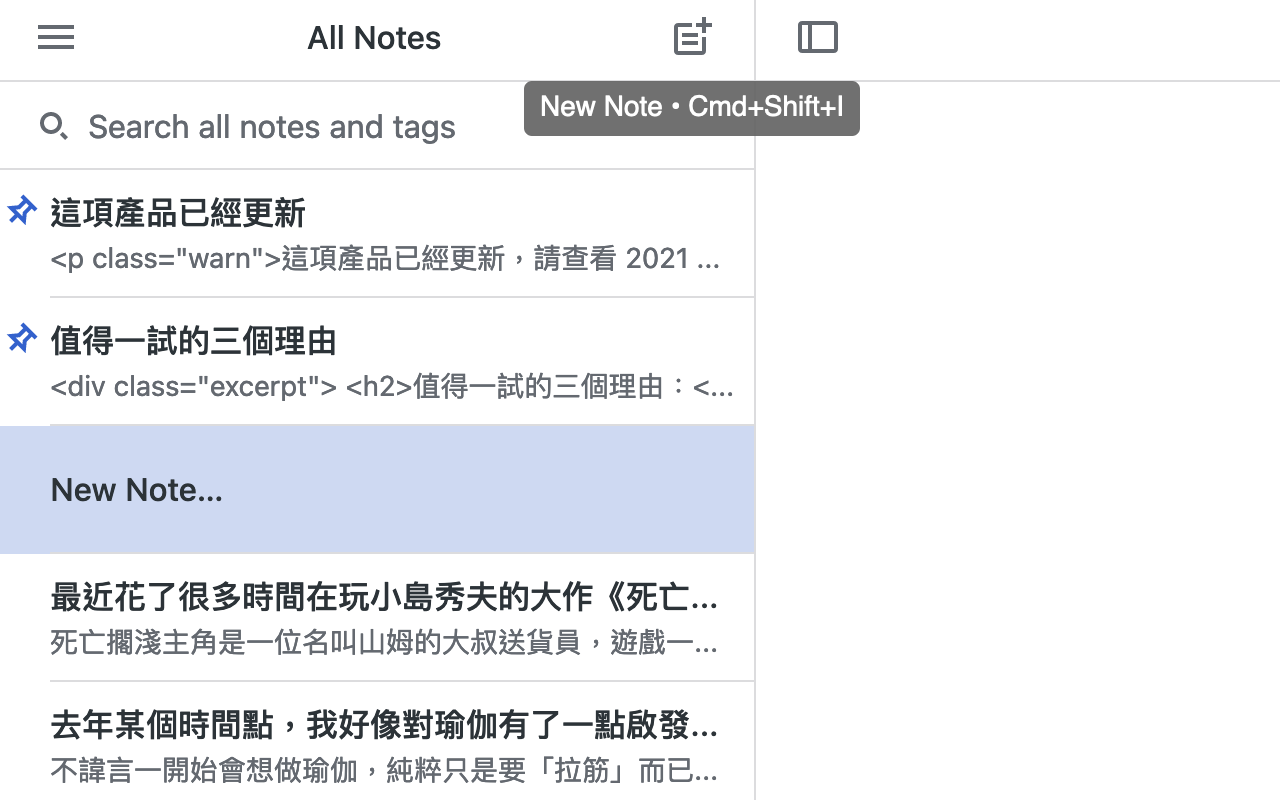 All Notes
New Note • Cmd+Shift+I
Search all notes and tags
這項產品已經更新
<p class="warn">這項產品已經更新，請查看 2021 ...
值得一試的三個理由
<div class="excerpt"> <h2>值得一試的三個理由：<...
New Note...
最近花了很多時間在玩小島秀夫的大作《死亡...
死亡擱淺主角是一位名叫山姆的大叔送貨員，遊戲一...
去年某個時間點，我好像對瑜伽有了一點啟發...
不諱言一開始會想做瑜伽，純粹只是要「拉筋」而已...